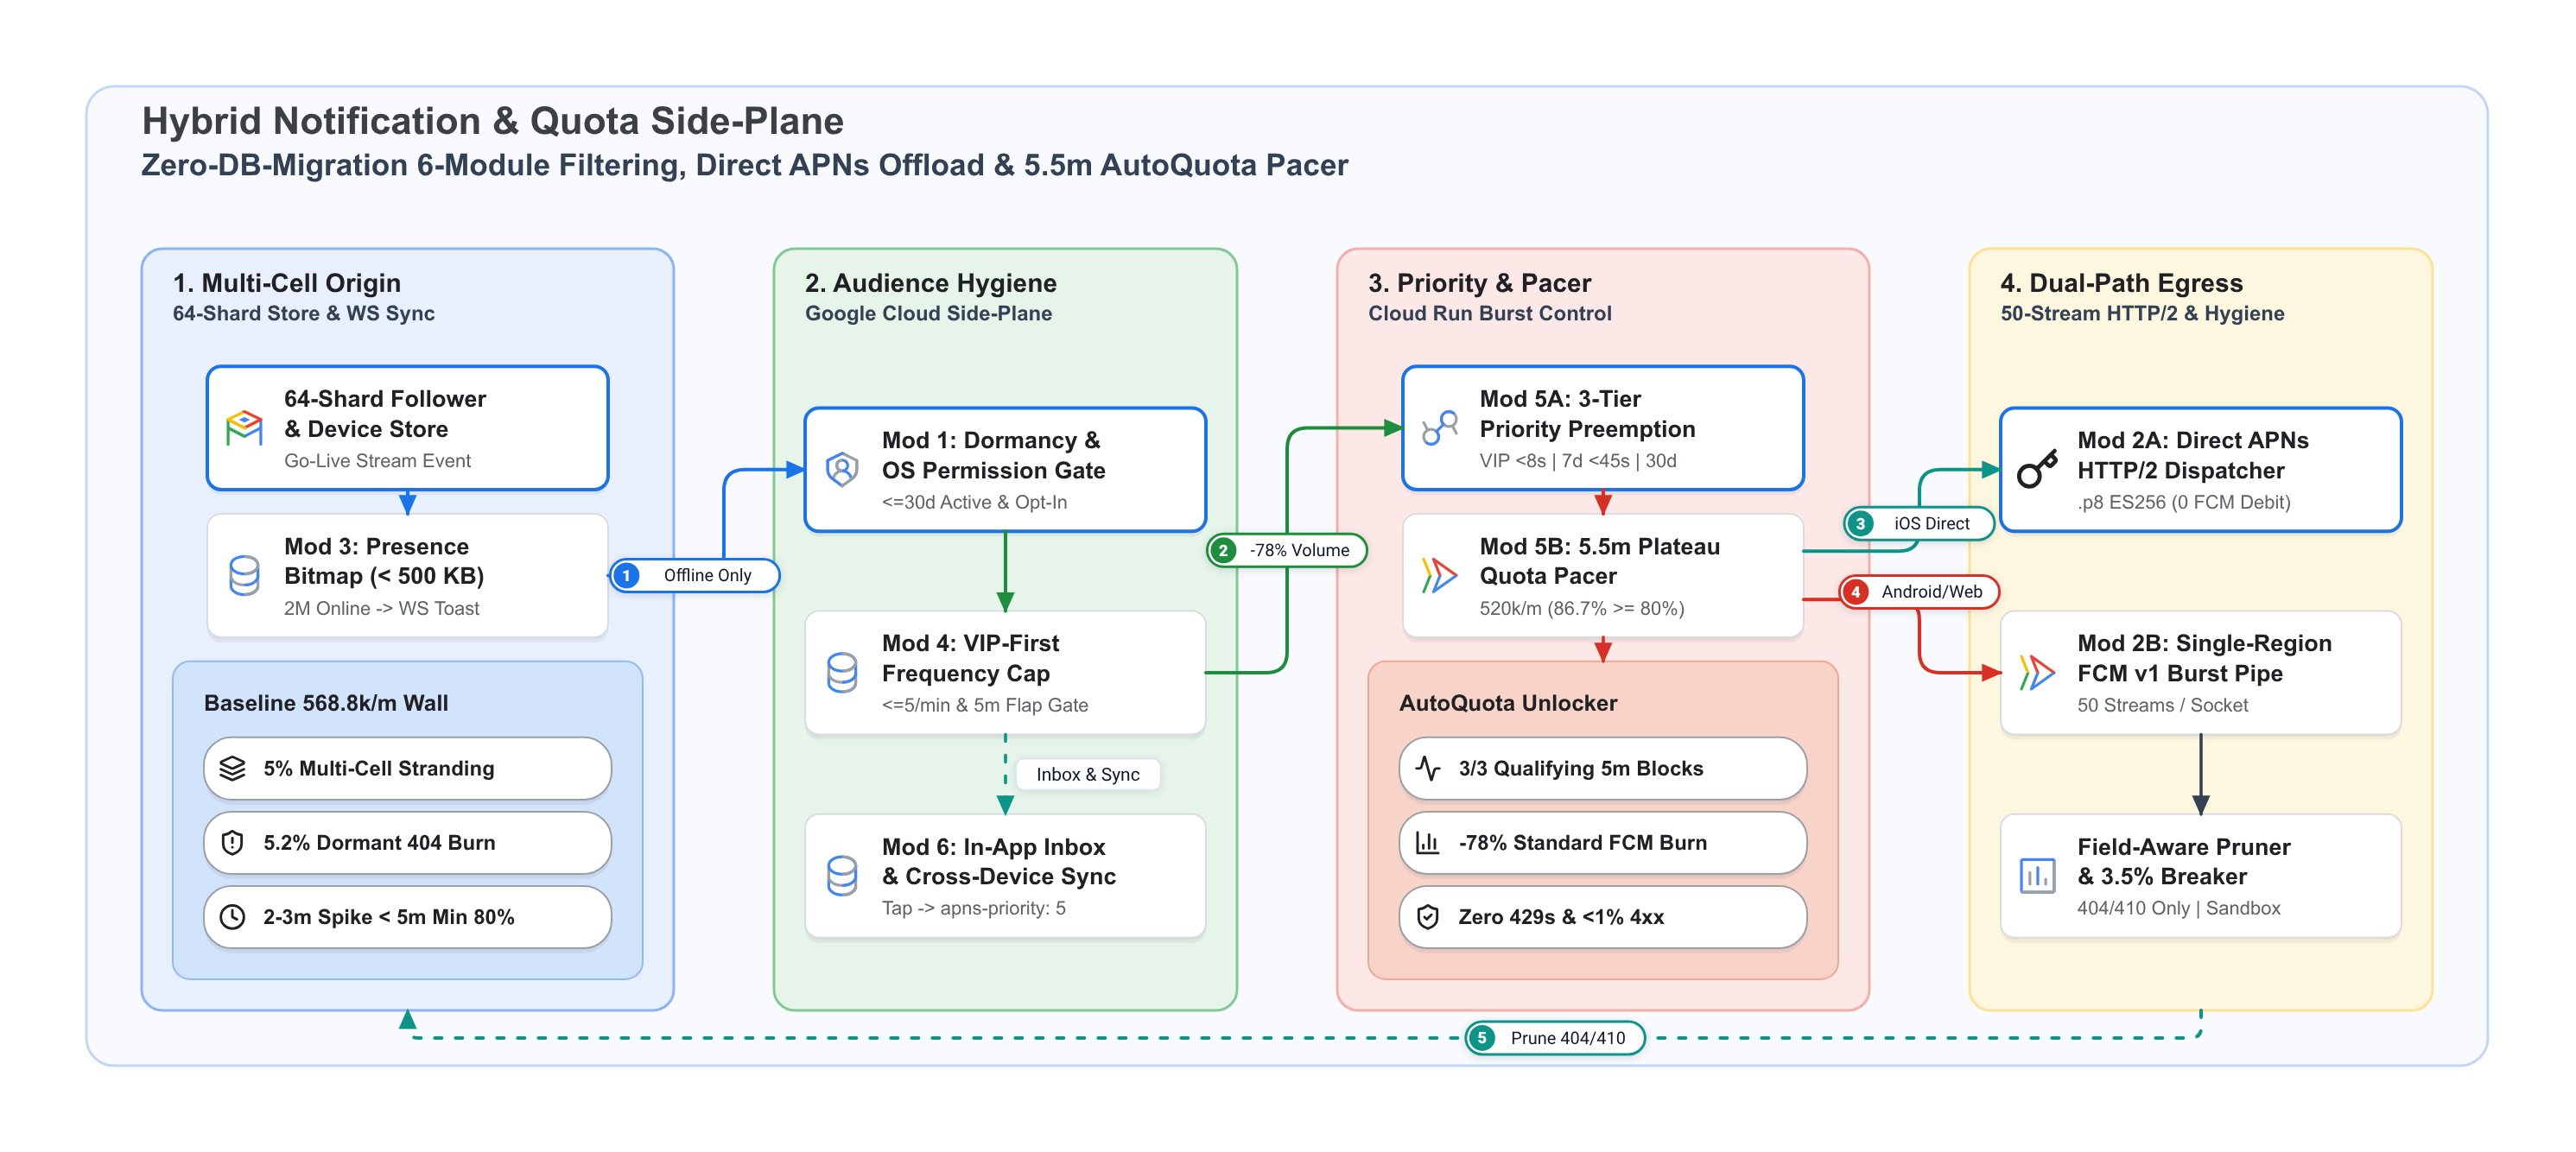 Hybrid Notification & Quota Side-Plane
Zero-DB-Migration 6-Module Filtering, Direct APNs Offload & 5.5m AutoQuota Pacer
1. Multi-Cell Origin
64-Shard Store & WS Sync
64-Shard Follower
& Device Store
Go-Live Stream Event
Mod 3: Presence
Bitmap (< 500 KB)
2M Online -> WS Toast
Baseline 568.8k/m Wall
5% Multi-Cell Stranding
5.2% Dormant 404 Burn
2-3m Spike < 5m Min 80%
1 Offline Only
2. Audience Hygiene
Google Cloud Side-Plane
Mod 1: Dormancy &
OS Permission Gate
<=30d Active & Opt-In
Mod 4: VIP-First
Frequency Cap
<=5/min & 5m Flap Gate
Inbox & Sync
Mod 6: In-App Inbox
& Cross-Device Sync
Tap -> apns-priority: 5
2 -78% Volume
3. Priority & Pacer
Cloud Run Burst Control
Mod 5A: 3-Tier
Priority Preemption
VIP <8s | 7d <45s | 30d
Mod 5B: 5.5m Plateau
Quota Pacer
520k/m (86.7% >= 80%)
AutoQuota Unlocker
3/3 Qualifying 5m Blocks
-78% Standard FCM Burn
Zero 429s & <1% 4xx
3 iOS Direct
4 Android/Web
4. Dual-Path Egress
50-Stream HTTP/2 & Hygiene
Mod 2A: Direct APNs
HTTP/2 Dispatcher
.p8 ES256 (0 FCM Debit)
Mod 2B: Single-Region
FCM v1 Burst Pipe
50 Streams / Socket
Field-Aware Pruner
& 3.5% Breaker
404/410 Only | Sandbox
5 Prune 404/410